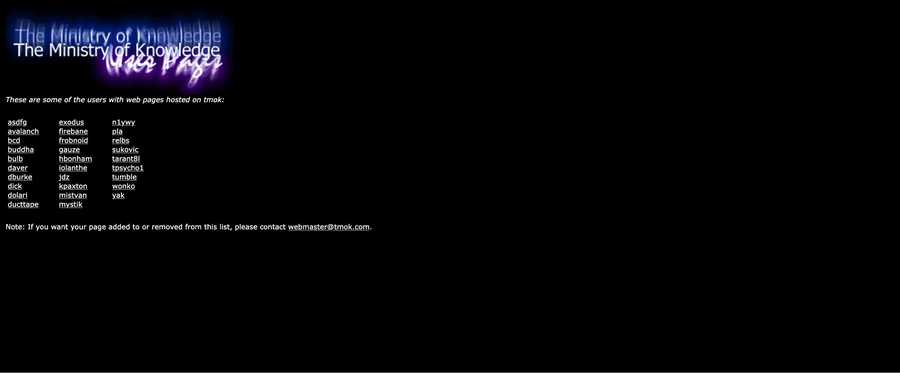 The Ministry of Knowledge
The Ministry of Knowledge
User Pages
These are some of the users with web pages hosted on tmok:
asdfg exodus n1ywy
avalanch firebane pla
bcd frobnoid relbs
buddha gauze sukovic
bulb hbonham tarant8l
daver iolanthe tpsycho1
dburke jdz tumble
dick kpaxton wonko
dolari mistvan yak
ducttape mystik
Note: If you want your page added to or removed from this list, please contact webmaster@tmok.com.